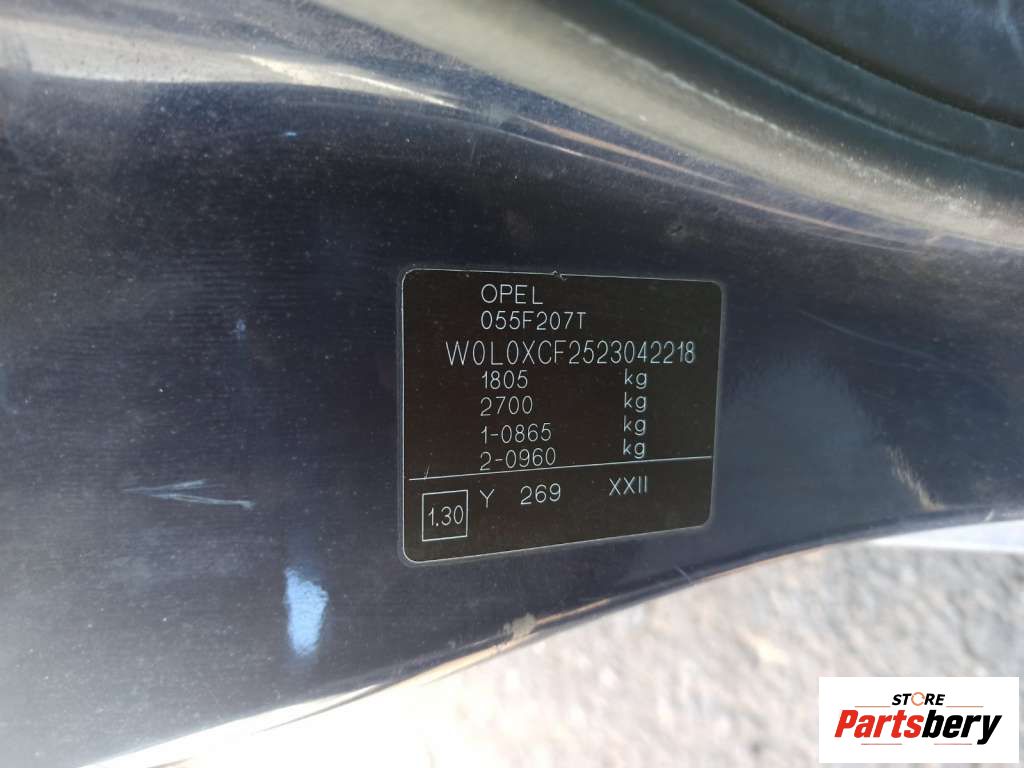 OPEL
055F207T
W0L0XCF2523042218
1805 kg
2700 kg
1-0865 kg
2-0960 kg
1.30 Y 269 XXII
STORE
Partsbery